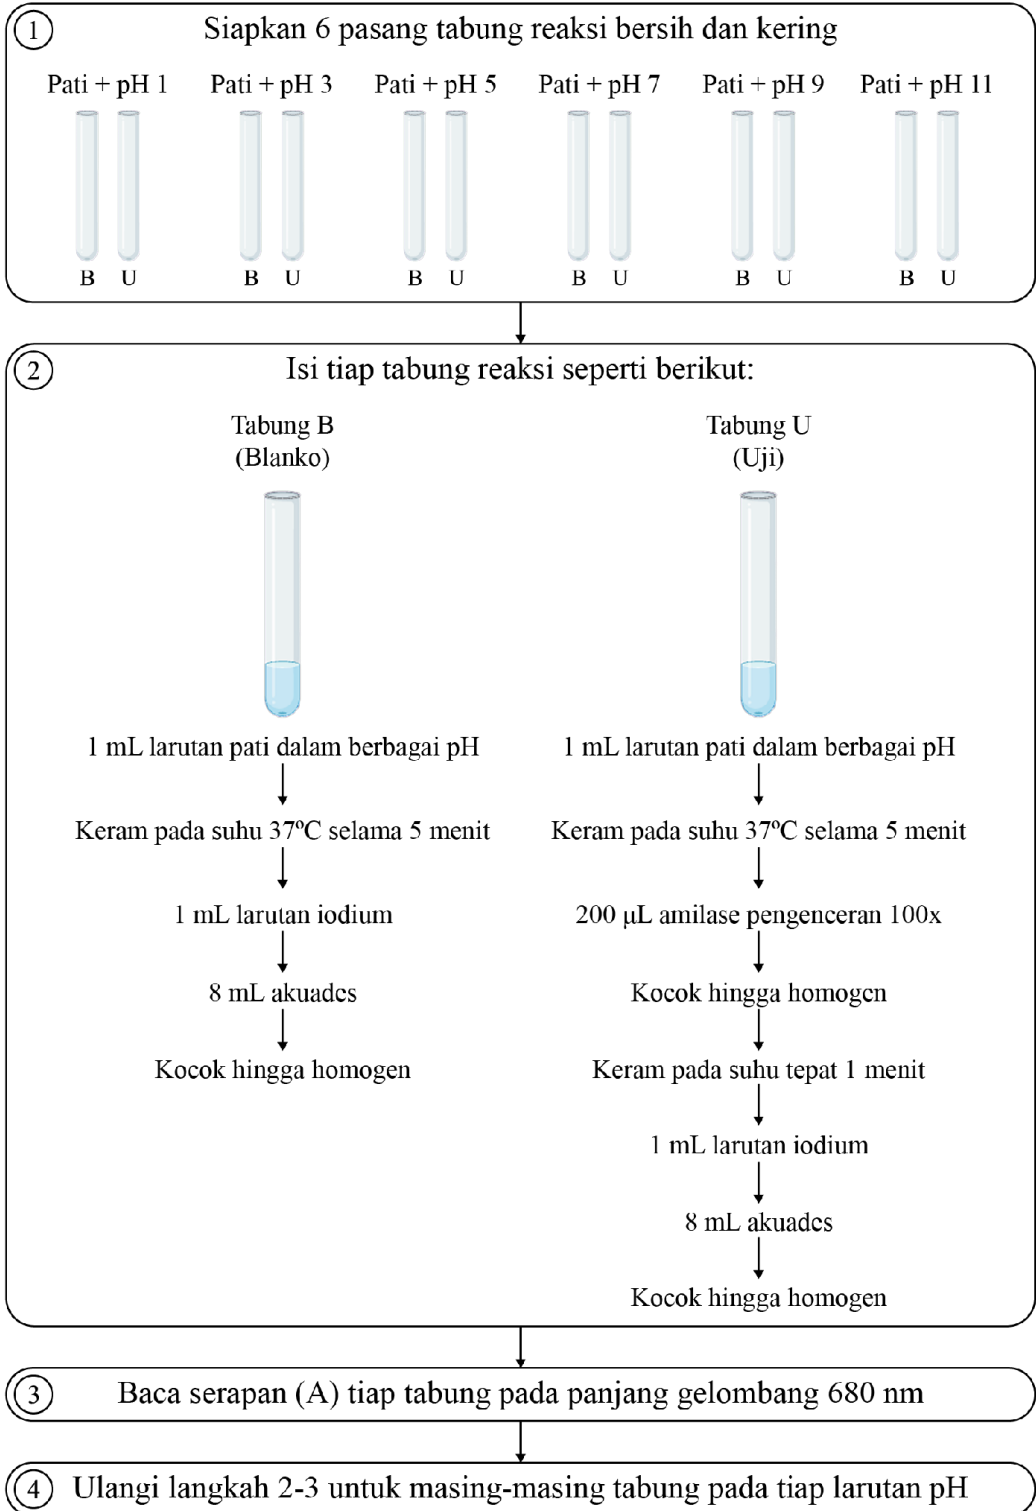 1
Siapkan 6 pasang tabung reaksi bersih dan kering
Pati + pH 1
Pati + pH 3
Pati + pH 5
Pati + pH 7
Pati + pH 9
Pati + pH 11
B U
B U
B U
B U
B U
B U
2
Isi tiap tabung reaksi seperti berikut:
Tabung B
(Blanko)
1 mL larutan pati dalam berbagai pH
Keram pada suhu 37ºC selama 5 menit
1 mL larutan iodium
8 mL akuades
Kocok hingga homogen
Tabung U
(Uji)
1 mL larutan pati dalam berbagai pH
Keram pada suhu 37ºC selama 5 menit
200 μL amilase pengenceran 100x
Kocok hingga homogen
Keram pada suhu tepat 1 menit
1 mL larutan iodium
8 mL akuades
Kocok hingga homogen
3
Baca serapan (A) tiap tabung pada panjang gelombang 680 nm
4
Ulangi langkah 2-3 untuk masing-masing tabung pada tiap larutan pH